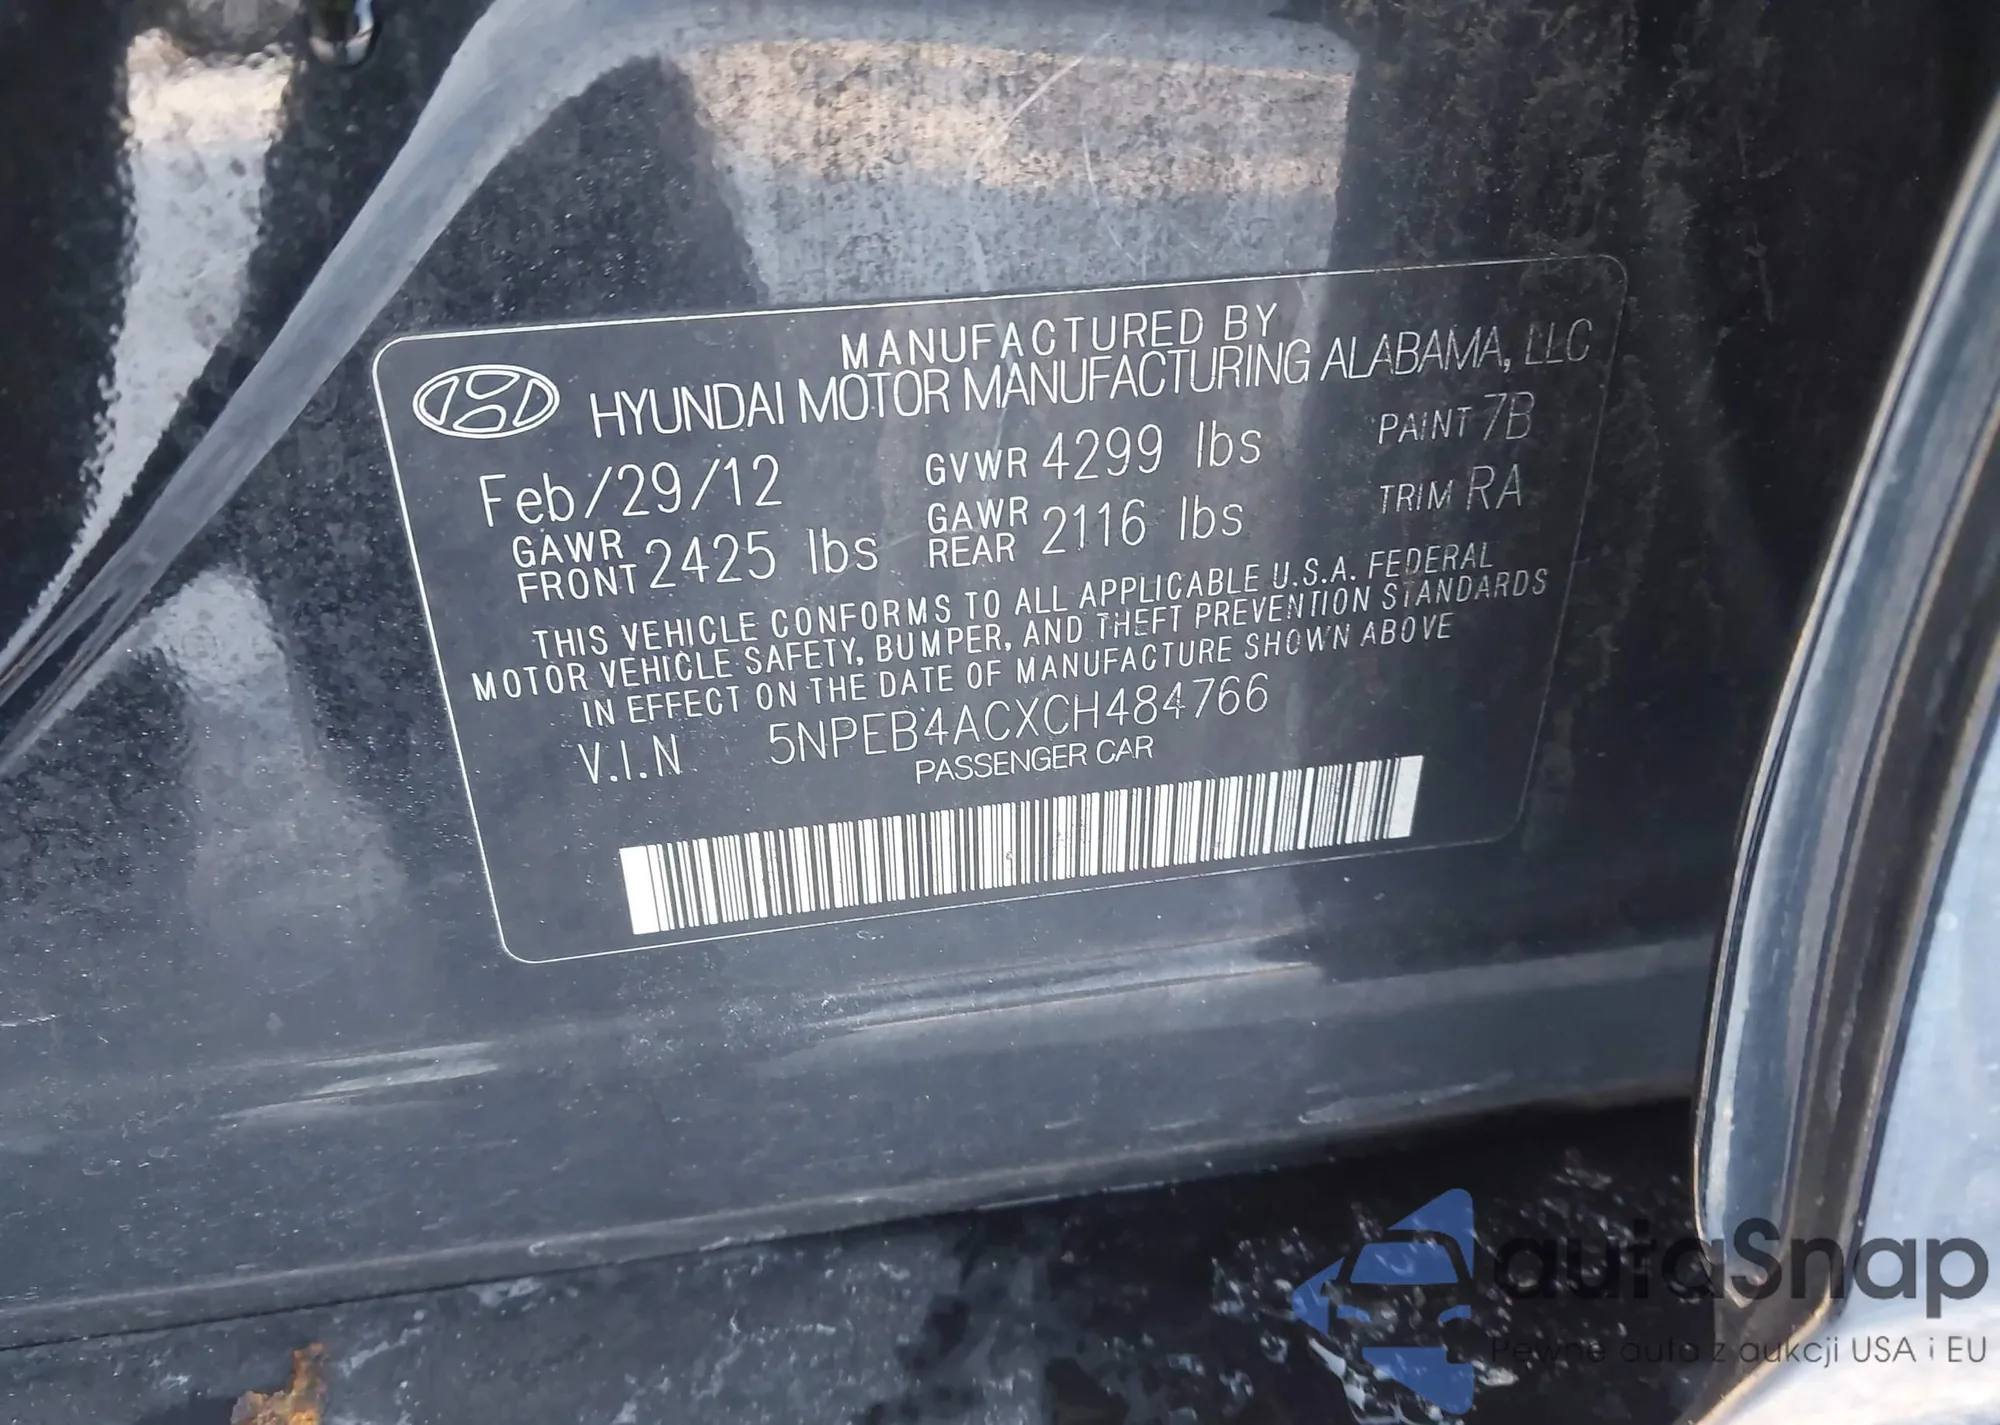 MANUFACTURED BY
HYUNDAI MOTOR MANUFACTURING ALABAMA, LLC
Feb/29/12 GVWR 4299 lbs PAINT 7B
GAWR FRONT 2425 lbs GAWR REAR 2116 lbs TRIM RA
THIS VEHICLE CONFORMS TO ALL APPLICABLE U.S.A. FEDERAL
MOTOR VEHICLE SAFETY, BUMPER, AND THEFT PREVENTION STANDARDS
IN EFFECT ON THE DATE OF MANUFACTURE SHOWN ABOVE
V.I.N 5NPEB4ACXCH484766
PASSENGER CAR
autaSnap
Pewne auta z aukcji USA i EU